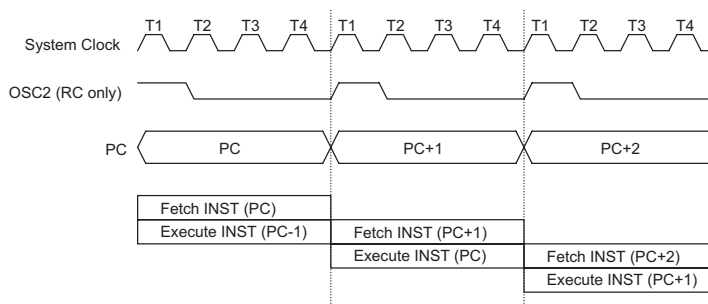 T1 T2 T3 T4 T1 T2 T3 T4 T1 T2 T3 T4
System Clock
OSC2 (RC only)
PC PC PC+1 PC+2
Fetch INST (PC)
Execute INST (PC-1) Fetch INST (PC+1)
Execute INST (PC) Fetch INST (PC+2)
Execute INST (PC+1)